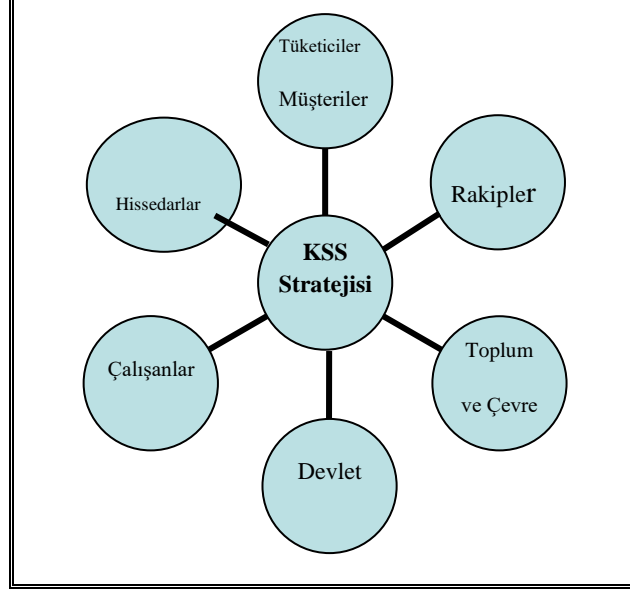 Tüketiciler
Müşteriler
Hissedarlar
Rakipler
KSS
Stratejisi
Çalışanlar
Toplum
ve Çevre
Devlet